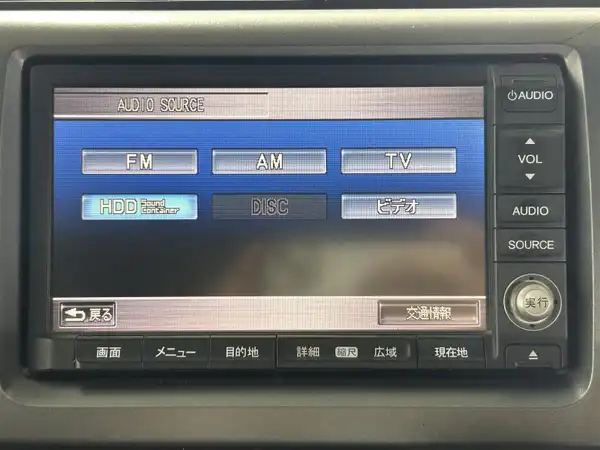 AUDIO SOURCE
FM AM TV
HDD Sound Container DISC ビデオ
戻る 交通情報
画面 メニュー 目的地 詳細 縮尺 広域 現在地
AUDIO
VOL
AUDIO
SOURCE
実行